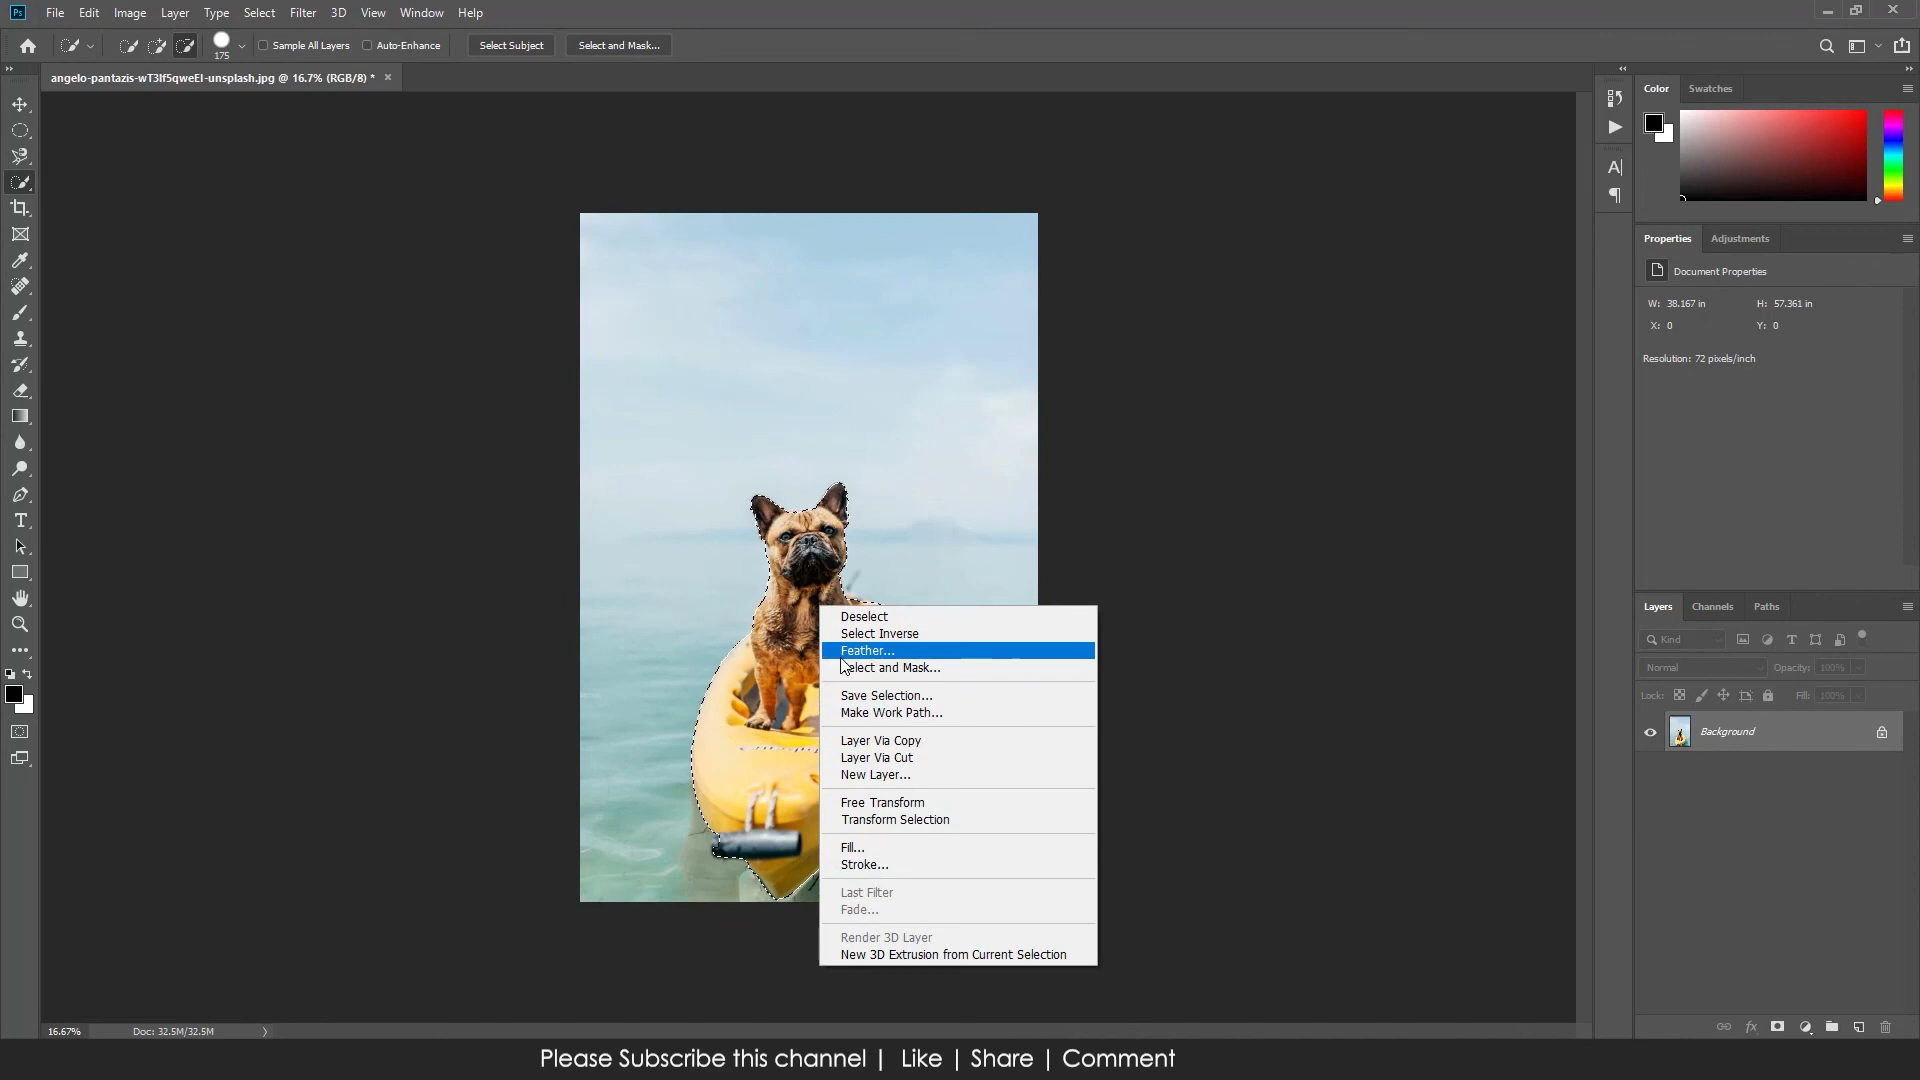 Ps File Edit Image Layer Type Select Filter 3D View Window Help
175 Sample All Layers Auto-Enhance Select Subject Select and Mask...
angelo-pantazis-wT3If5qweEI-unsplash.jpg @ 16.7% (RGB/8) * ×
Color Swatches
Properties Adjustments
Document Properties
W: 38.167 in H: 57.361 in
X: 0 Y: 0
Resolution: 72 pixels/inch
Deselect
Select Inverse
Feather...
Select and Mask...
Save Selection...
Make Work Path...
Layer Via Copy
Layer Via Cut
New Layer...
Free Transform
Transform Selection
Fill...
Stroke...
Last Filter
Fade...
Render 3D Layer
New 3D Extrusion from Current Selection
Layers Channels Paths
Kind
Normal Opacity: 100%
Lock: Fill: 100%
Background
fx
16.67% Doc: 32.5M/32.5M
Please Subscribe this channel | Like | Share | Comment